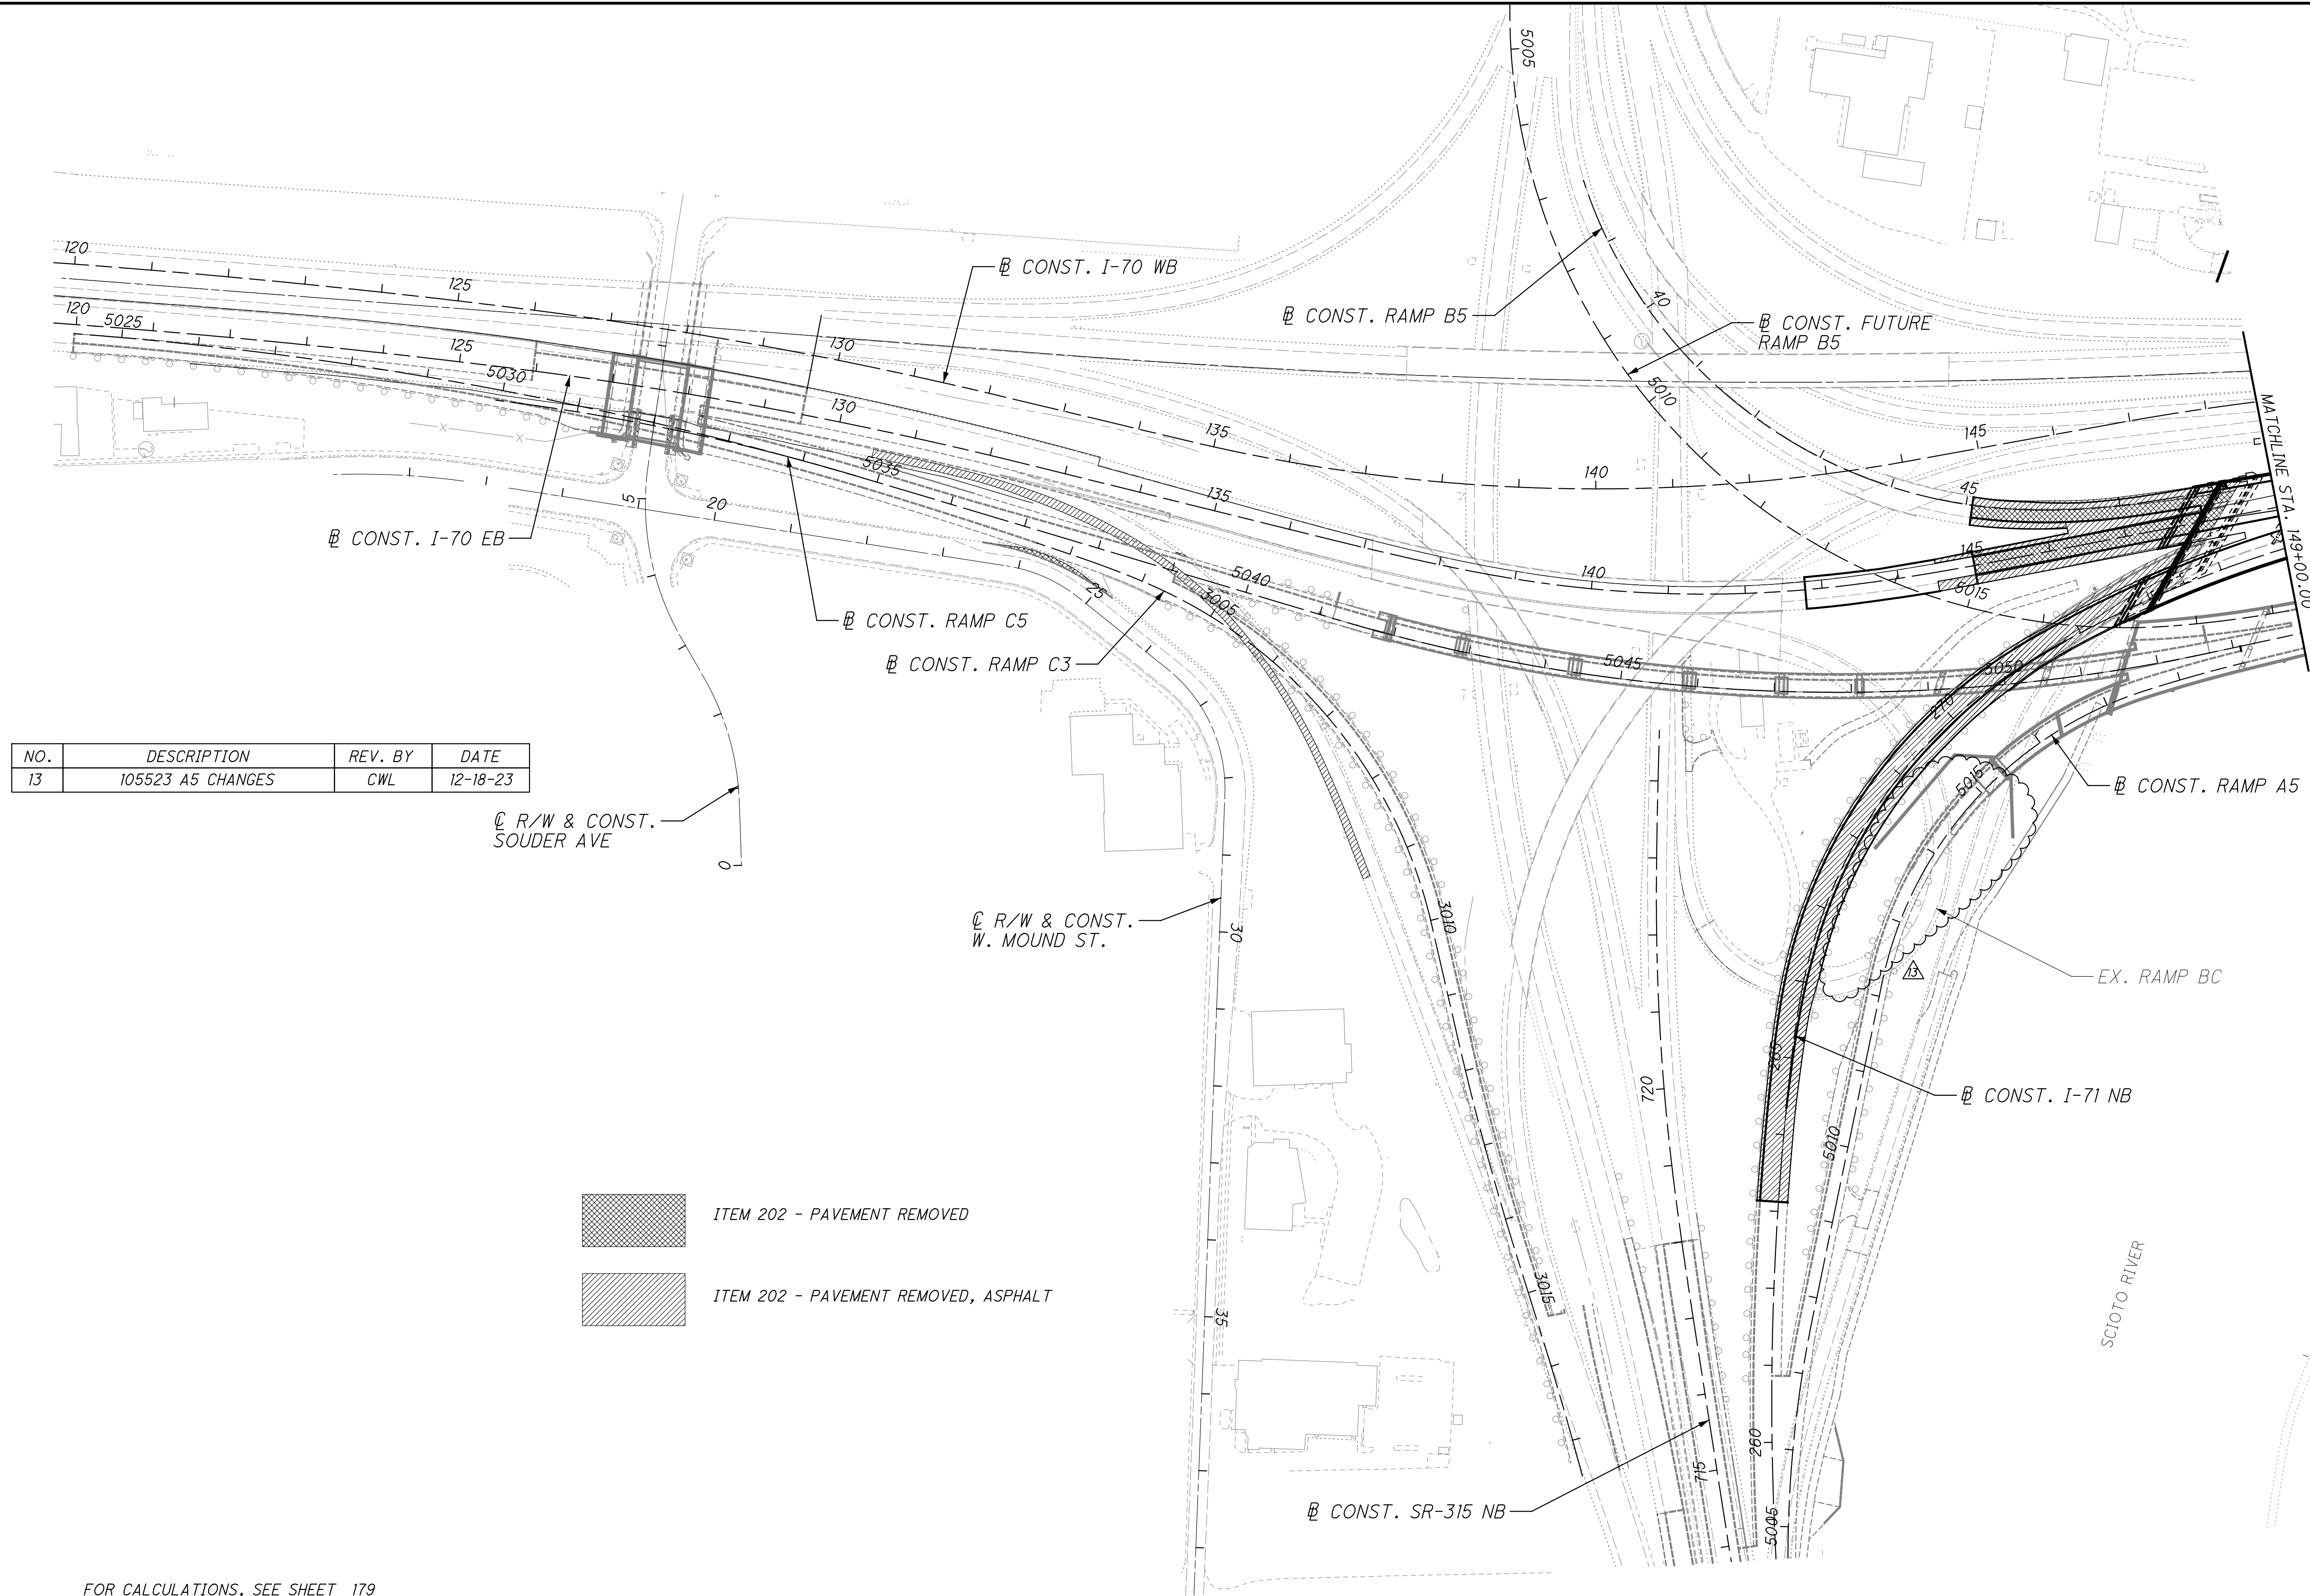 5005
120
125
₧ CONST. I-70 WB
120
5025
125
5030
130
130
₧ CONST. RAMP B5
40
₧ CONST. FUTURE
RAMP B5
5010
135
145
140
MATCHLINE STA. 149+00.00
5035
135
45
5
20
₧ CONST. I-70 EB
145
140
5040
5015
25
3005
₧ CONST. RAMP C5
₧ CONST. RAMP C3
5045
5050
270
NO. DESCRIPTION REV. BY DATE
13 105523 A5 CHANGES CWL 12-18-23
5015
₧ CONST. RAMP A5
℄ R/W & CONST.
SOUDER AVE
0
℄ R/W & CONST.
W. MOUND ST.
30
3010
13
EX. RAMP BC
265
720
₧ CONST. I-71 NB
5010
ITEM 202 - PAVEMENT REMOVED
SCIOTO RIVER
ITEM 202 - PAVEMENT REMOVED, ASPHALT
3015
35
260
715
₧ CONST. SR-315 NB
5005
FOR CALCULATIONS, SEE SHEET 179